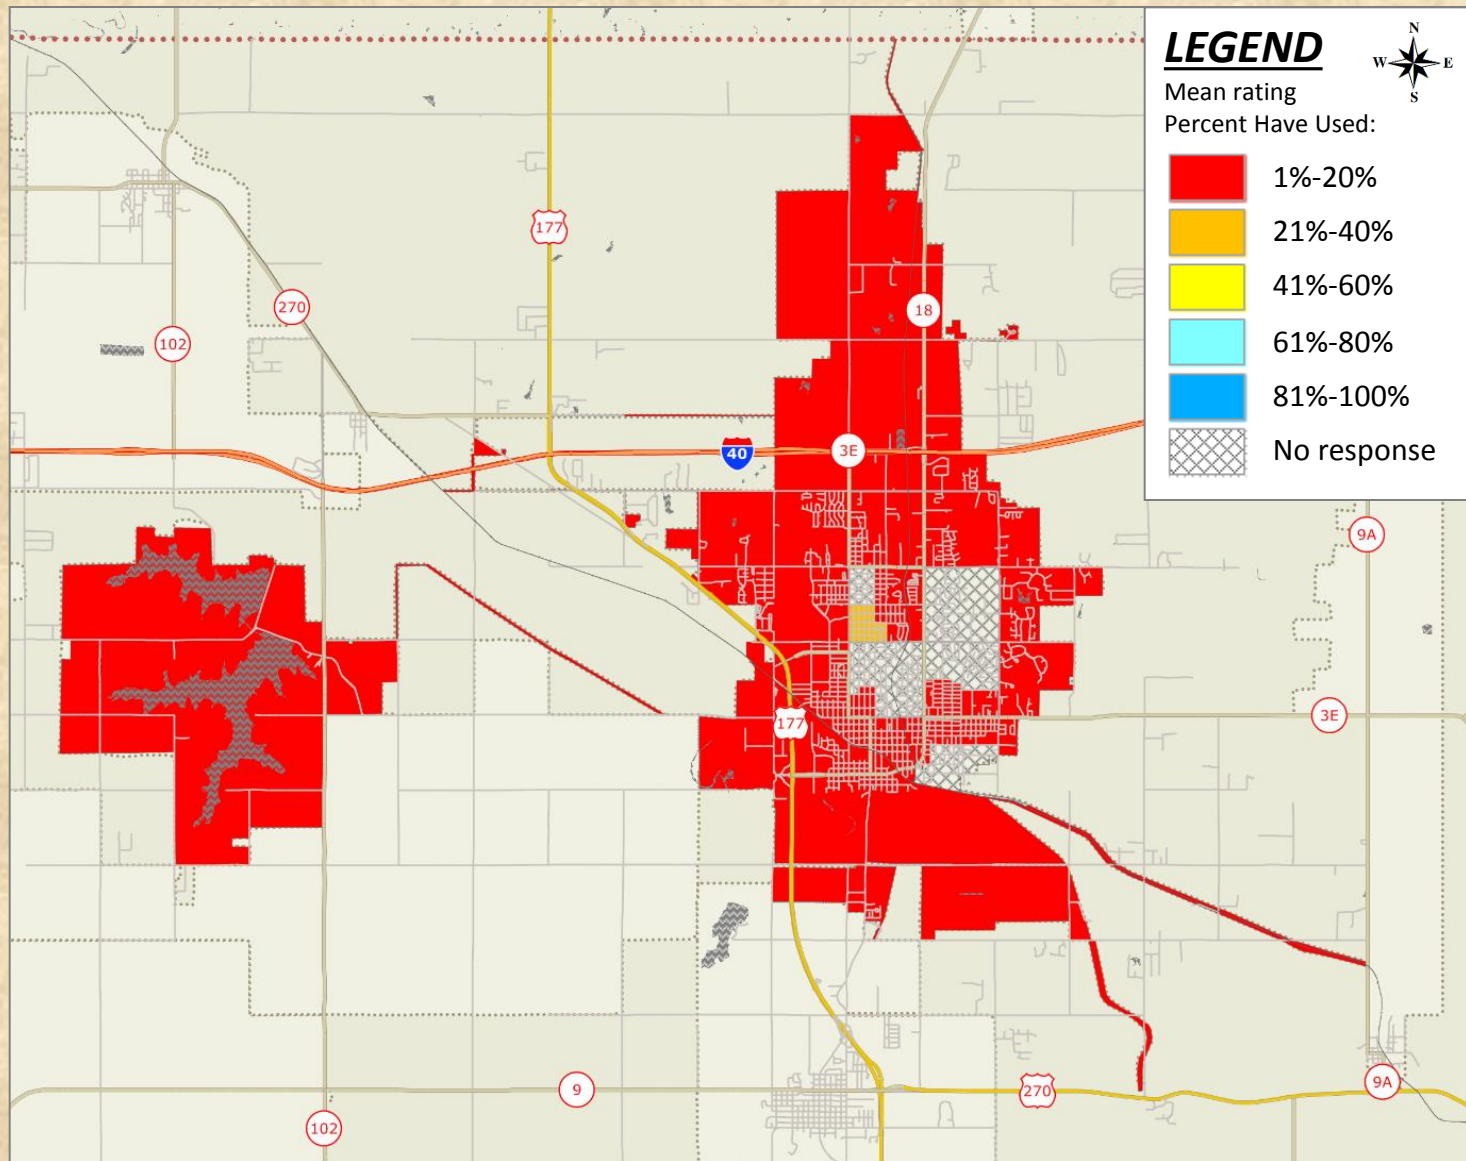 LEGEND
N
W E
S
Mean rating
Percent Have Used:
1%-20%
21%-40%
41%-60%
61%-80%
81%-100%
No response
177
270
18
102
40
3E
9A
3E
177
9
270
9A
102